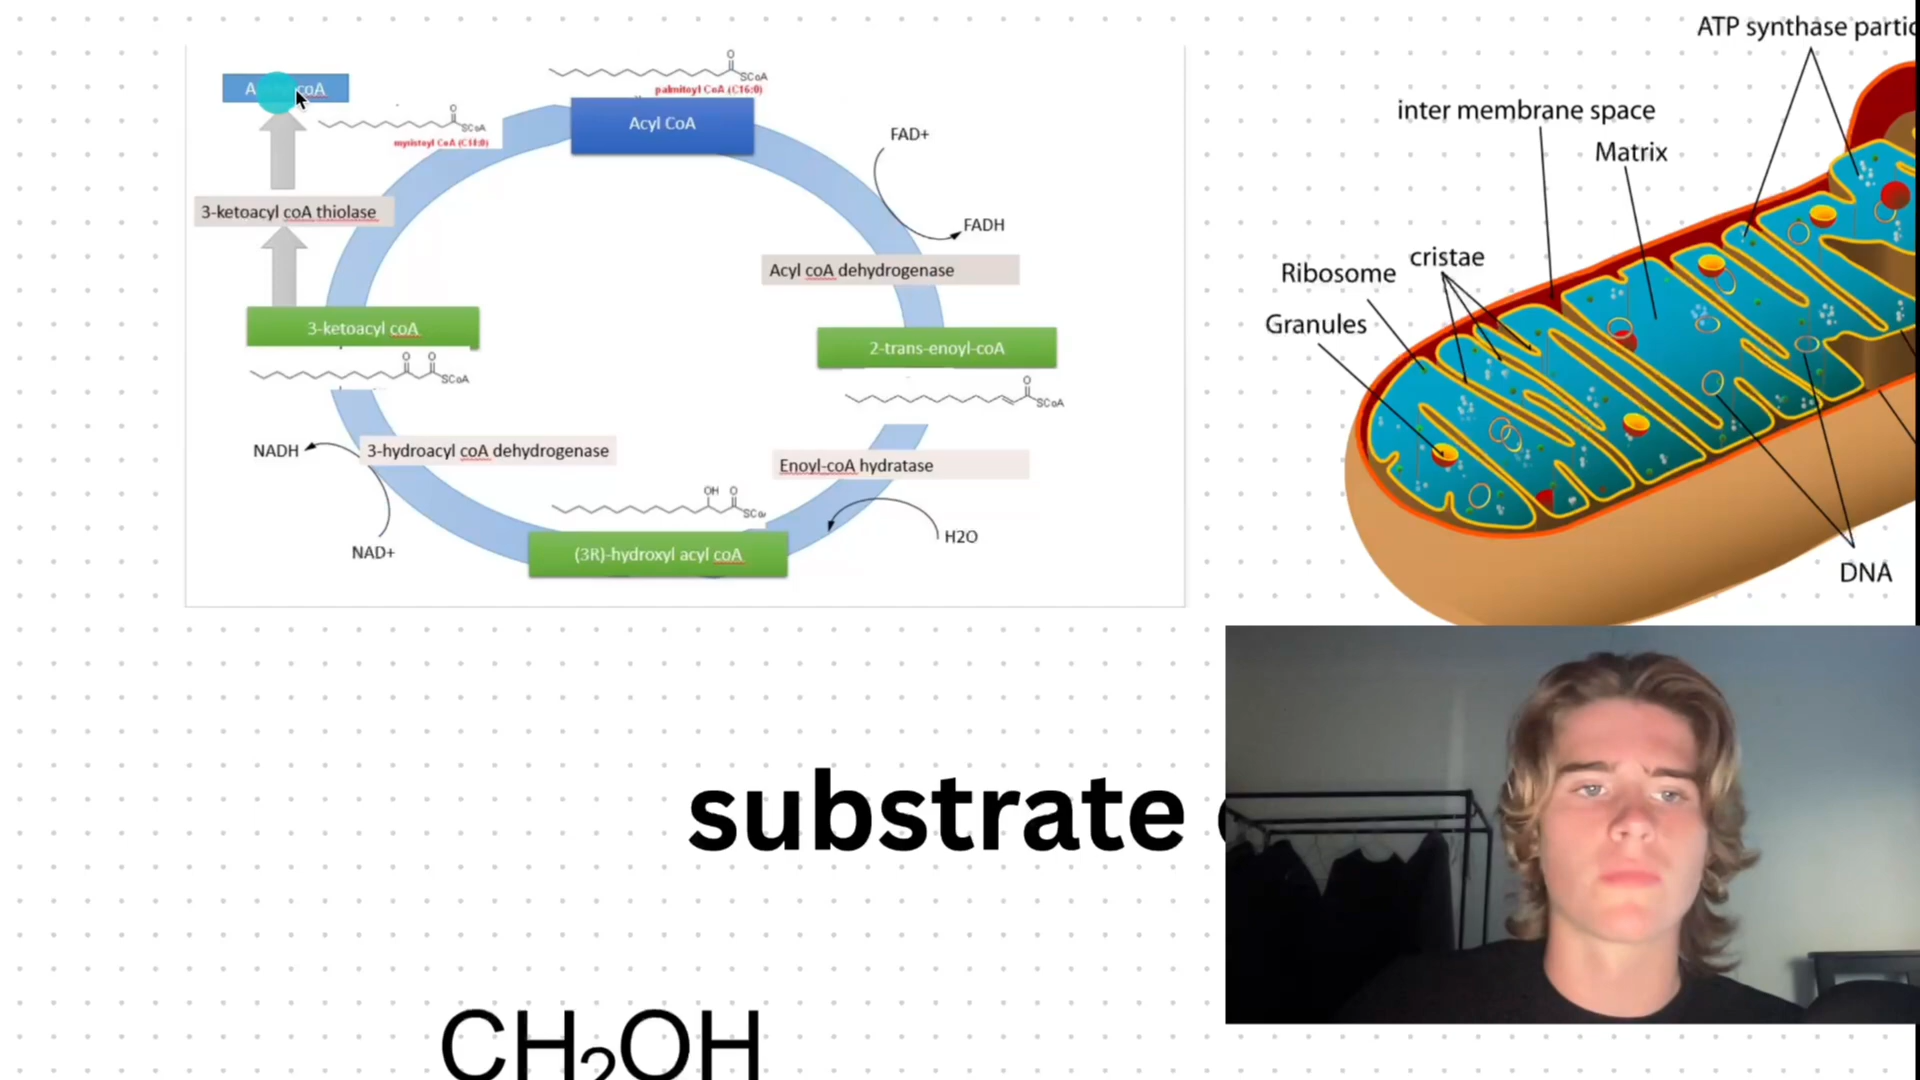 ATP synthase partic
SCoA
palmitoyl CoA (C16:0)
A coA
SCoA
myristoyl CoA (C14:0)
Acyl CoA
FAD+
inter membrane space
Matrix
3-ketoacyl coA thiolase
FADH
Acyl coA dehydrogenase
cristae
Ribosome
Granules
3-ketoacyl coA
2-trans-enoyl-coA
O O
SCoA
O
SCoA
NADH
3-hydroacyl coA dehydrogenase
Enoyl-coA hydratase
OH O
SCo
NAD+
(3R)-hydroxyl acyl coA
H2O
DNA
substrate
CH2OH